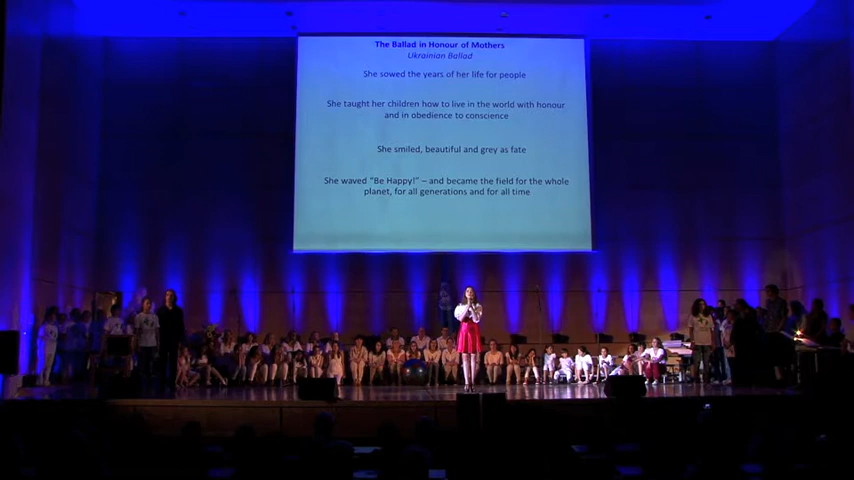 The Ballad in Honour of Mothers
Ukrainian Ballad
She sowed the years of her life for people
She taught her children how to live in the world with honour
and in obedience to conscience
She smiled, beautiful and grey as fate
She waved "Be Happy!" – and became the field for the whole
planet, for all generations and for all time